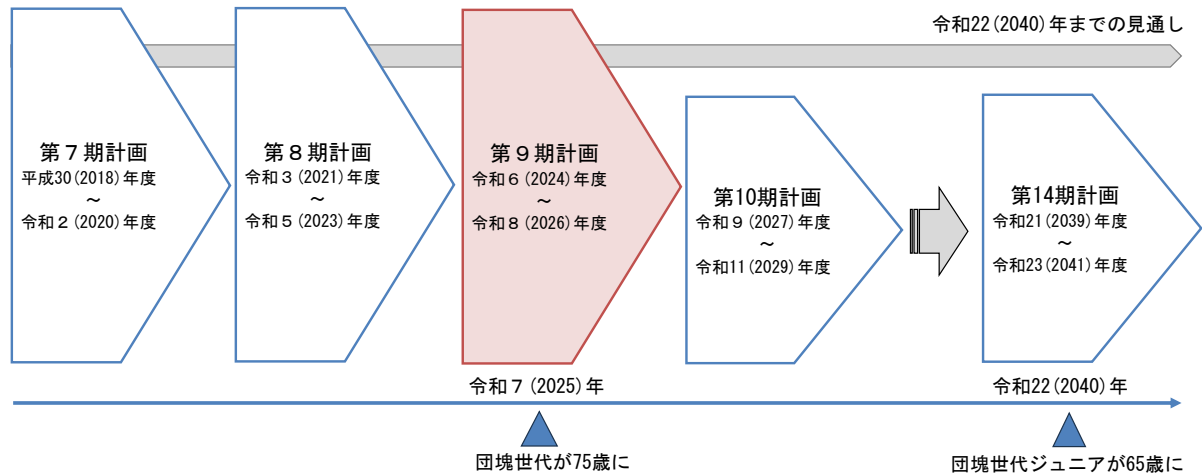 令和22(2040)年までの見通し
第７期計画
平成30(2018)年度
～
令和２(2020)年度
第８期計画
令和３(2021)年度
～
令和５(2023)年度
第９期計画
令和６(2024)年度
～
令和８(2026)年度
第10期計画
令和９(2027)年度
～
令和11(2029)年度
第14期計画
令和21(2039)年度
～
令和23(2041)年度
令和７(2025)年
令和22(2040)年
団塊世代が75歳に
団塊世代ジュニアが65歳に